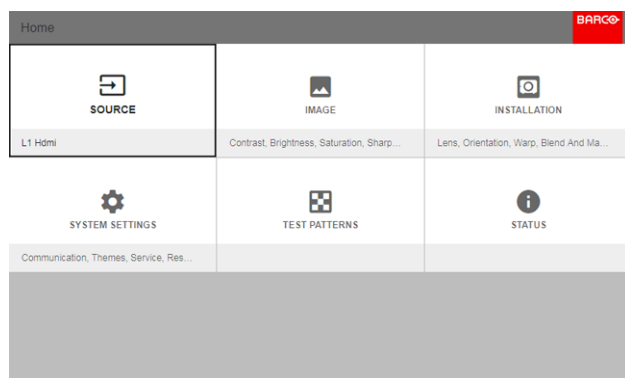 Home
BARCO
SOURCE
IMAGE
INSTALLATION
L1 Hdmi
Contrast, Brightness, Saturation, Sharp...
Lens, Orientation, Warp, Blend And Ma...
SYSTEM SETTINGS
TEST PATTERNS
STATUS
Communication, Themes, Service, Res...